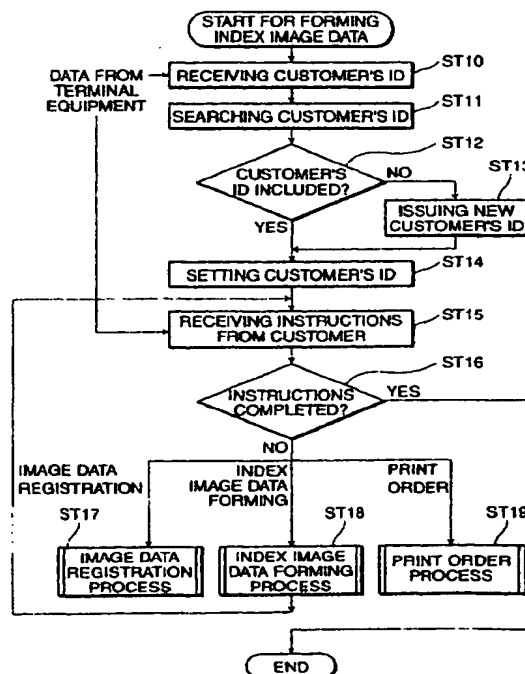 START FOR FORMING
INDEX IMAGE DATA
DATA FROM
TERMINAL
EQUIPMENT
RECEIVING CUSTOMER'S ID
ST10
SEARCHING CUSTOMER'S ID
ST11
CUSTOMER'S
ID INCLUDED?
ST12
NO
YES
ST13
ISSUING NEW
CUSTOMER'S ID
SETTING CUSTOMER'S ID
ST14
RECEIVING INSTRUCTIONS
FROM CUSTOMER
ST15
INSTRUCTIONS
COMPLETED?
ST16
YES
NO
IMAGE DATA
REGISTRATION
INDEX
IMAGE DATA
FORMING
PRINT
ORDER
ST17
IMAGE DATA
REGISTRATION
PROCESS
ST18
INDEX IMAGE
DATA FORMING
PROCESS
ST19
PRINT ORDER
PROCESS
END